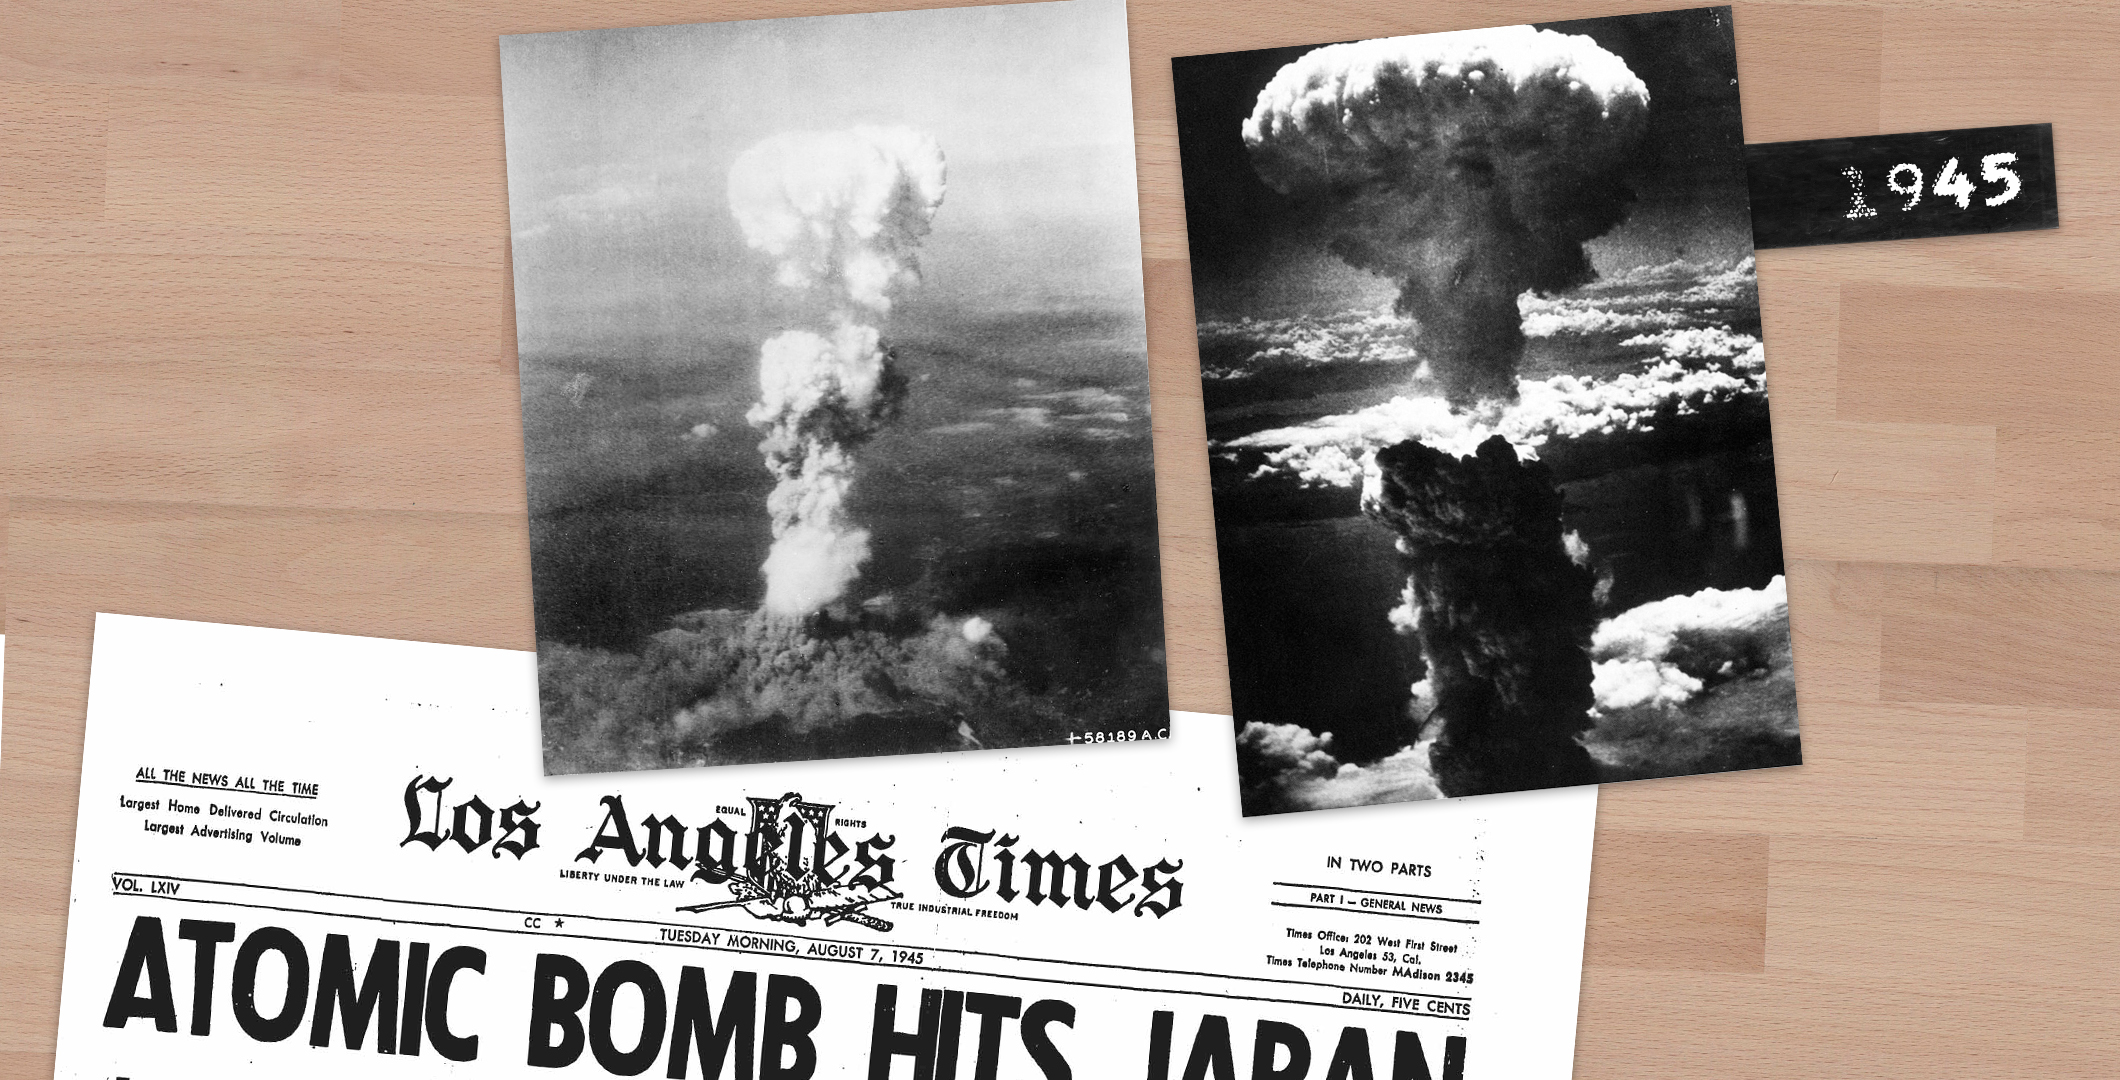 1945
58189 A.C.
ALL THE NEWS ALL THE TIME
Largest Home Delivered Circulation
Largest Advertising Volume
Los Angeles Times
EQUAL RIGHTS
LIBERTY UNDER THE LAW
TRUE INDUSTRIAL FREEDOM
IN TWO PARTS
PART I — GENERAL NEWS
Times Office: 202 West First Street
Los Angeles 53, Cal.
Times Telephone Number MAdison 2345
VOL. LXIV
CC ★
TUESDAY MORNING, AUGUST 7, 1945
DAILY, FIVE CENTS
ATOMIC BOMB HITS JAPAN